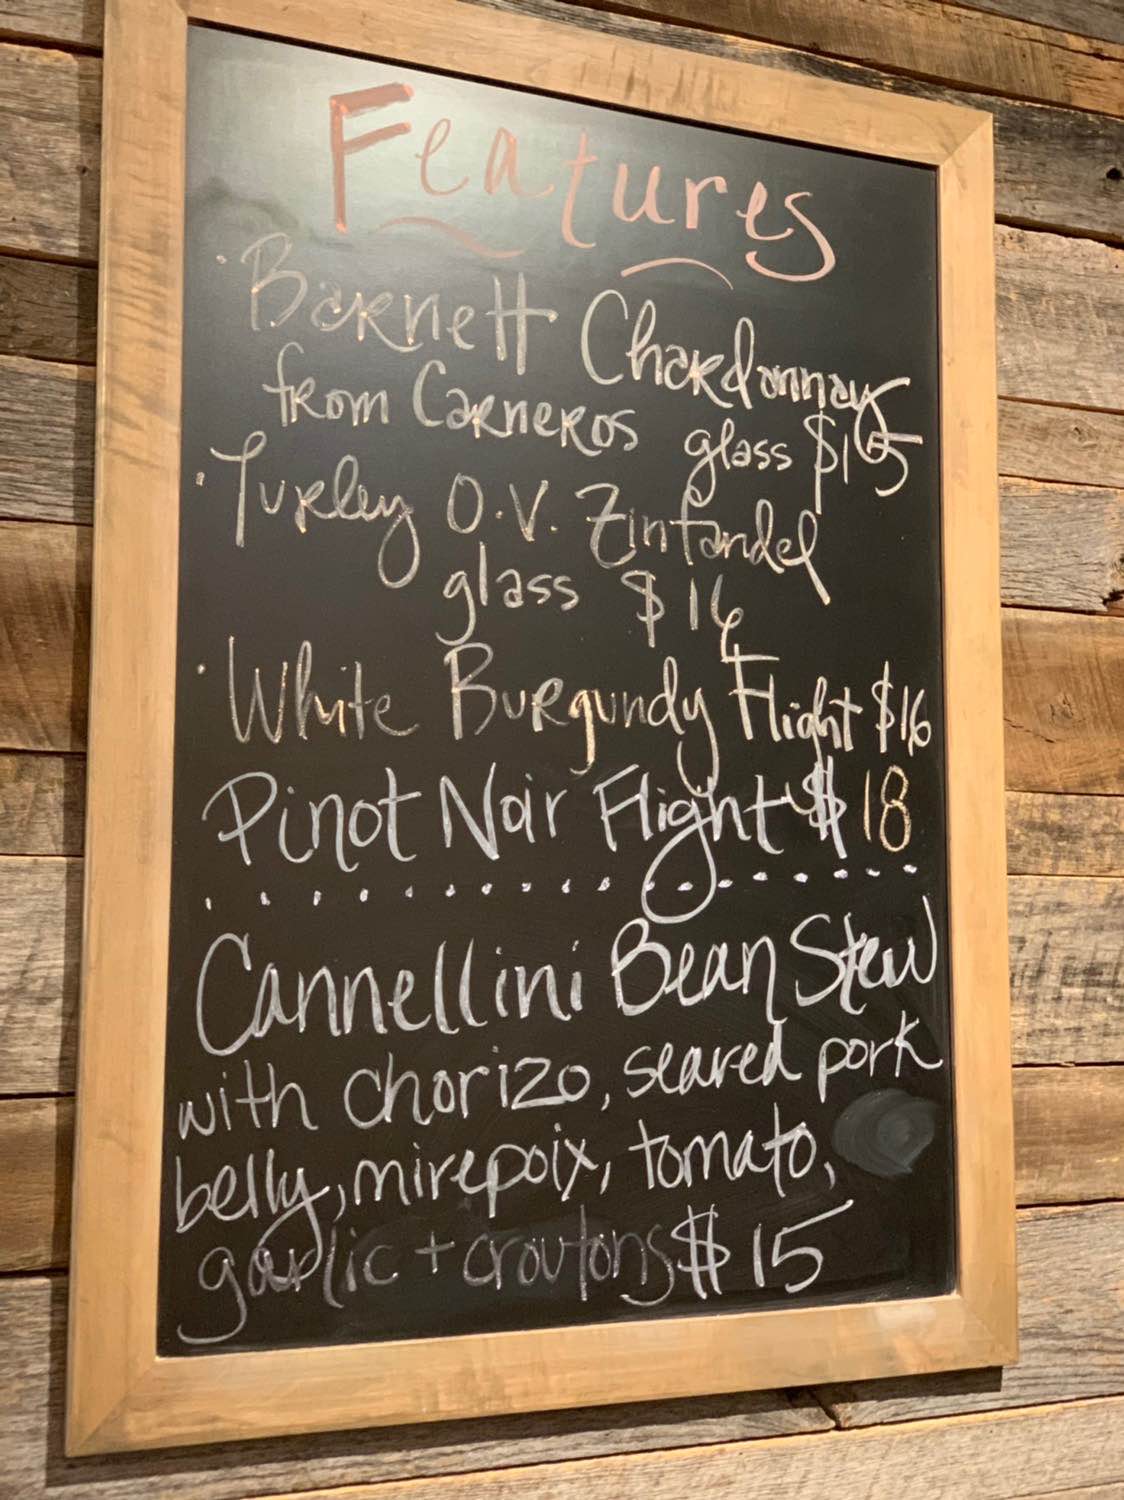 Features
· Barnett Chardonnay
from Carneros glass $15
· Turley O.V. Zinfandel
glass $16
· White Burgundy Flight $16
Pinot Noir Flight $18
Cannellini Bean Stew
with chorizo, seared pork
belly, mirepoix, tomato,
garlic + croutons $15